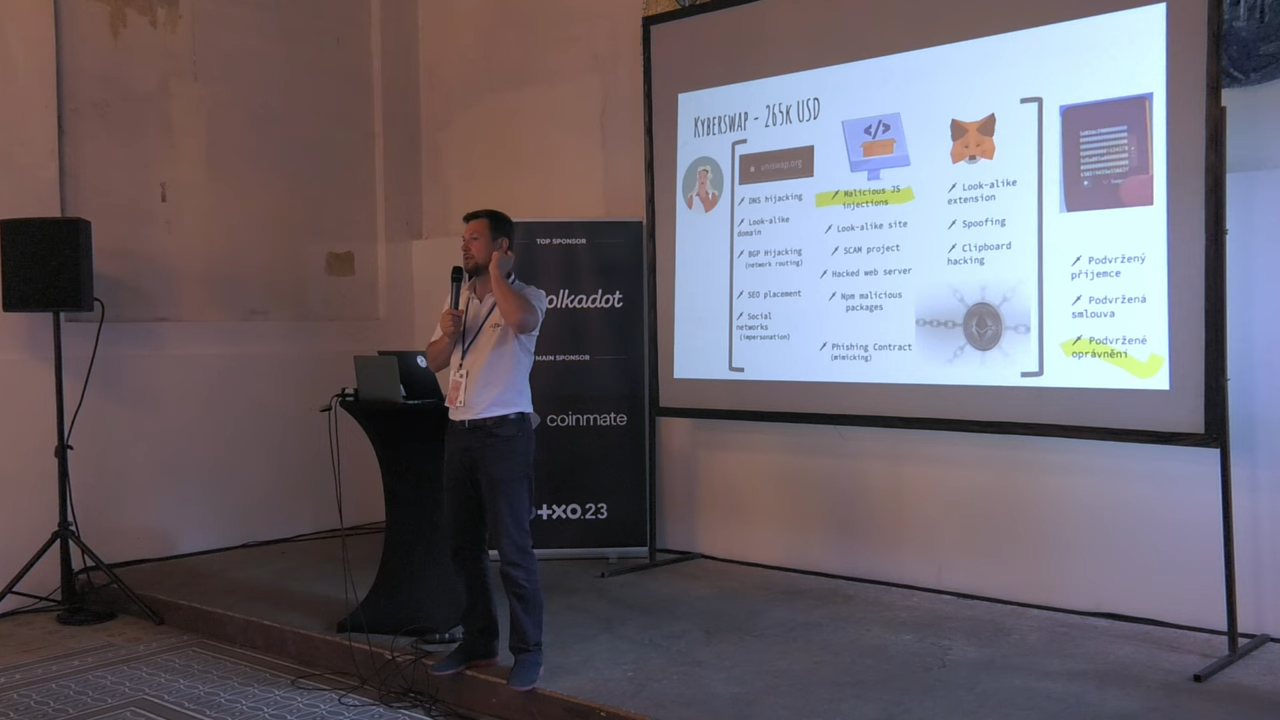 KYBERSWAP - 265K USD
uniswap.org
DNS hijacking
Look-alike
domain
BGP Hijacking
(network routing)
SEO placement
Social
networks
(impersonation)
</>
Malicious JS
injections
Look-alike site
SCAM project
Hacked web server
Npm malicious
packages
Phishing Contract
(mimicking)
Look-alike
extension
Spoofing
Clipboard
hacking
Podvržený
příjemce
Podvržená
smlouva
Podvržené
oprávnění
TOP SPONSOR
olkadot
MAIN SPONSOR
coinmate
.23